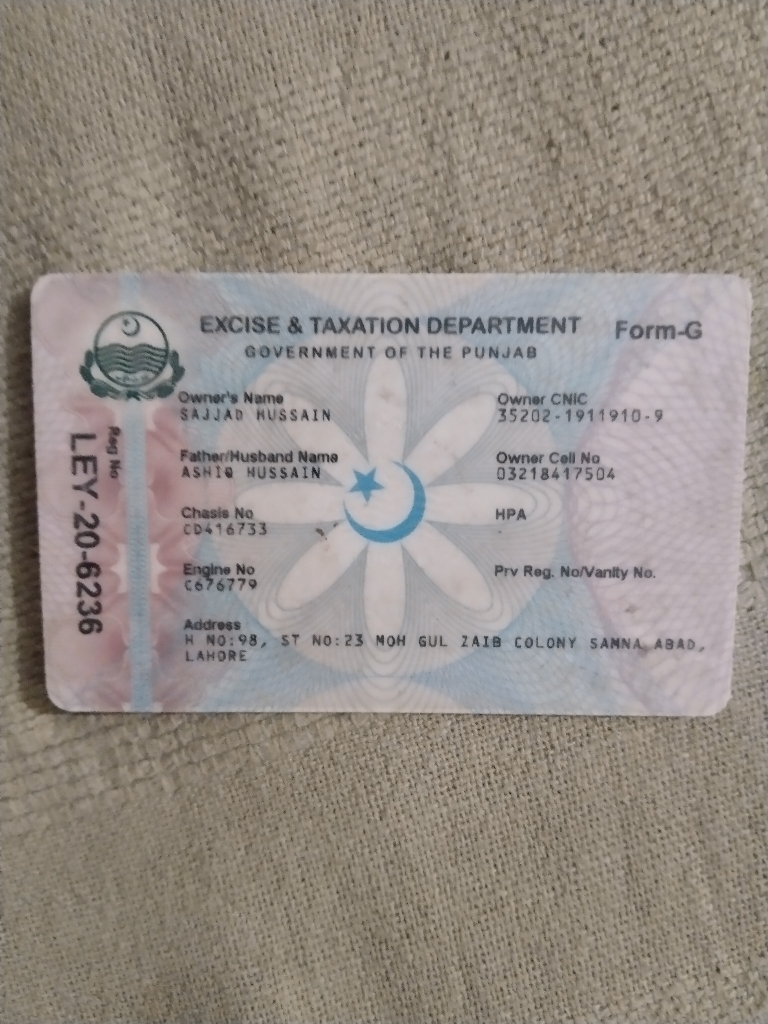 EXCISE & TAXATION DEPARTMENT
Form-G
GOVERNMENT OF THE PUNJAB
Reg No
LEY-20-6236
Owner's Name
SAJJAD HUSSAIN
Owner CNIC
35202-1911910-9
Father/Husband Name
ASHIQ HUSSAIN
Owner Cell No
03218417504
Chasis No
CD416733
HPA
Engine No
C676779
Prv Reg. No/Vanity No.
Address
H NO:98, ST NO:23 MOH GUL ZAIB COLONY SAMNA ABAD,
LAHORE